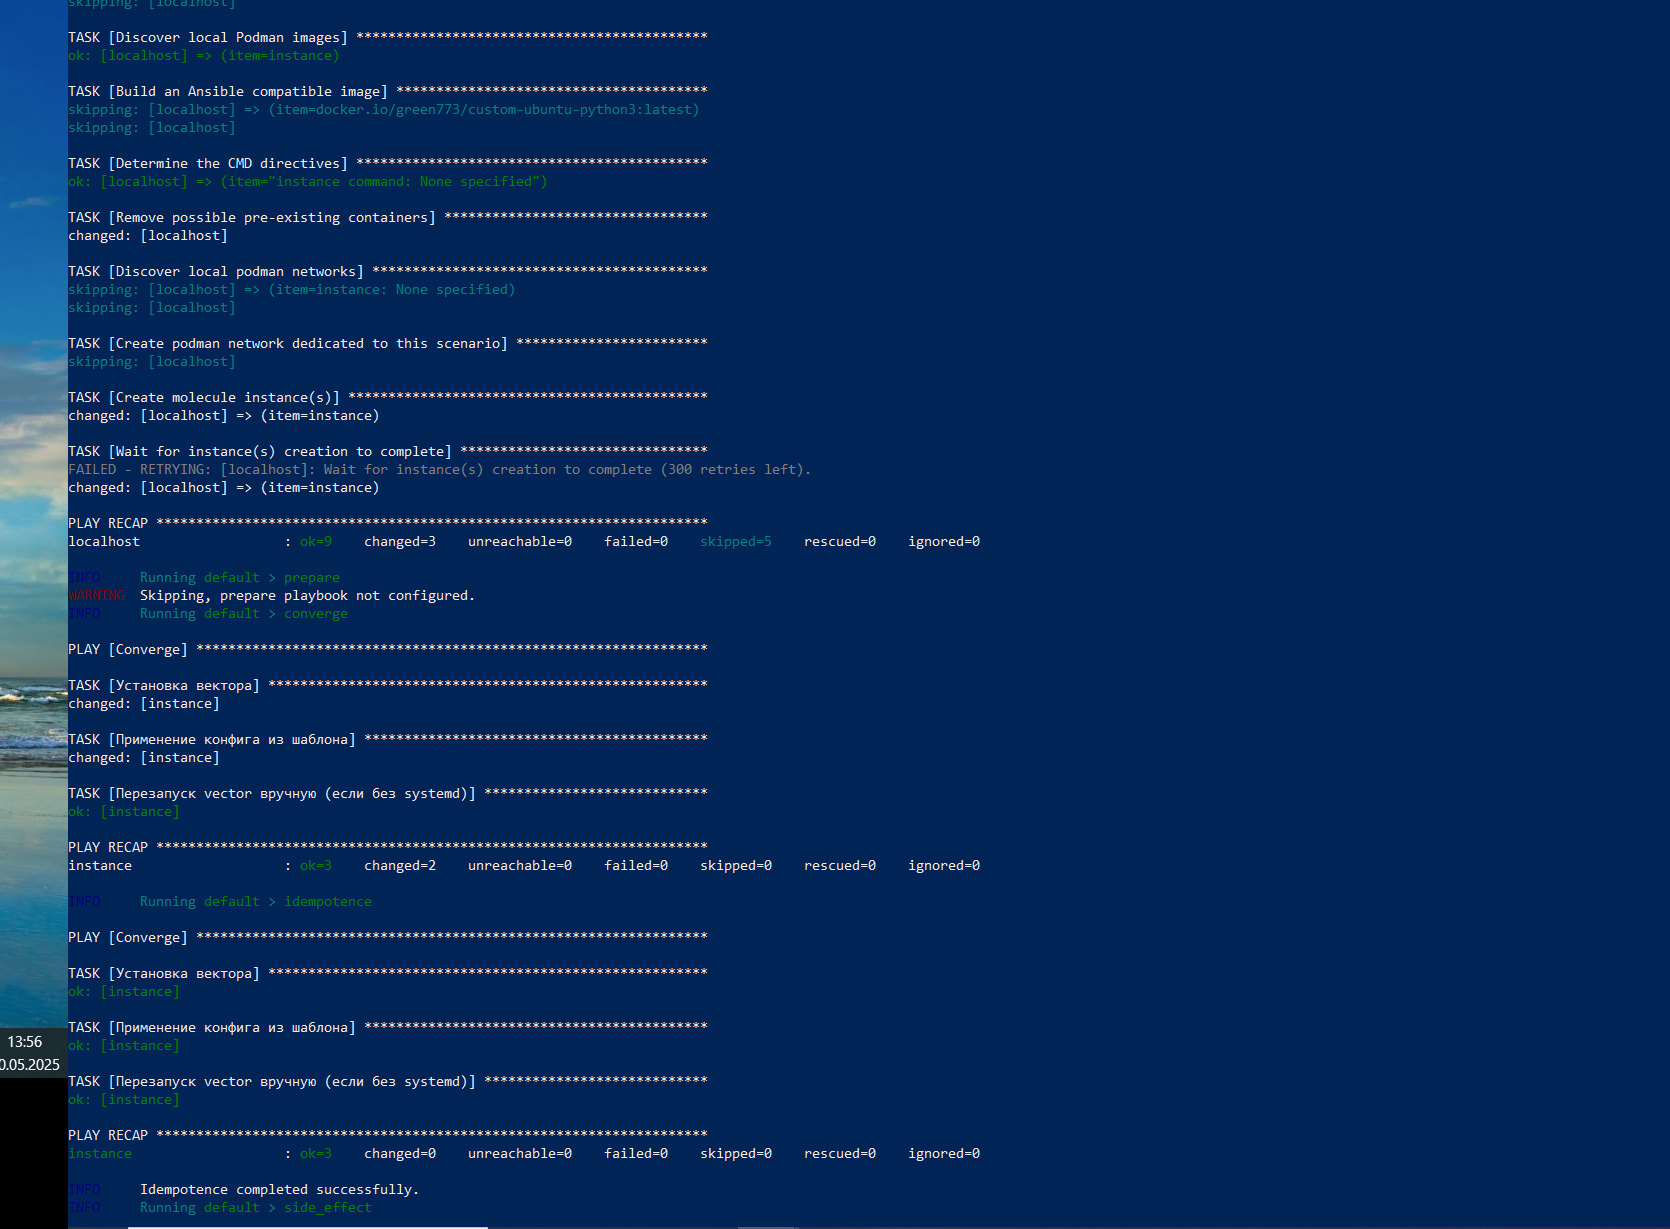 skipping: [localhost]
TASK [Discover local Podman images] ********************************************
ok: [localhost] => (item=instance)
TASK [Build an Ansible compatible image] ***************************************
skipping: [localhost] => (item=docker.io/green773/custom-ubuntu-python3:latest)
skipping: [localhost]
TASK [Determine the CMD directives] ********************************************
ok: [localhost] => (item="instance command: None specified")
TASK [Remove possible pre-existing containers] *********************************
changed: [localhost]
TASK [Discover local podman networks] ******************************************
skipping: [localhost] => (item=instance: None specified)
skipping: [localhost]
TASK [Create podman network dedicated to this scenario] ************************
skipping: [localhost]
TASK [Create molecule instance(s)] *********************************************
changed: [localhost] => (item=instance)
TASK [Wait for instance(s) creation to complete] *******************************
FAILED - RETRYING: [localhost]: Wait for instance(s) creation to complete (300 retries left).
changed: [localhost] => (item=instance)
PLAY RECAP *********************************************************************
localhost                  : ok=9    changed=3    unreachable=0    failed=0    skipped=5    rescued=0    ignored=0
INFO     Running default > prepare
WARNING  Skipping, prepare playbook not configured.
INFO     Running default > converge
PLAY [Converge] ****************************************************************
TASK [Установка вектора] *******************************************************
changed: [instance]
TASK [Применение конфига из шаблона] *******************************************
changed: [instance]
TASK [Перезапуск vector вручную (если без systemd)] ****************************
ok: [instance]
PLAY RECAP *********************************************************************
instance                   : ok=3    changed=2    unreachable=0    failed=0    skipped=0    rescued=0    ignored=0
INFO     Running default > idempotence
PLAY [Converge] ****************************************************************
TASK [Установка вектора] *******************************************************
ok: [instance]
TASK [Применение конфига из шаблона] *******************************************
ok: [instance]
TASK [Перезапуск vector вручную (если без systemd)] ****************************
ok: [instance]
PLAY RECAP *********************************************************************
instance                   : ok=3    changed=0    unreachable=0    failed=0    skipped=0    rescued=0    ignored=0
INFO     Idempotence completed successfully.
INFO     Running default > side_effect
13:56
0.05.2025